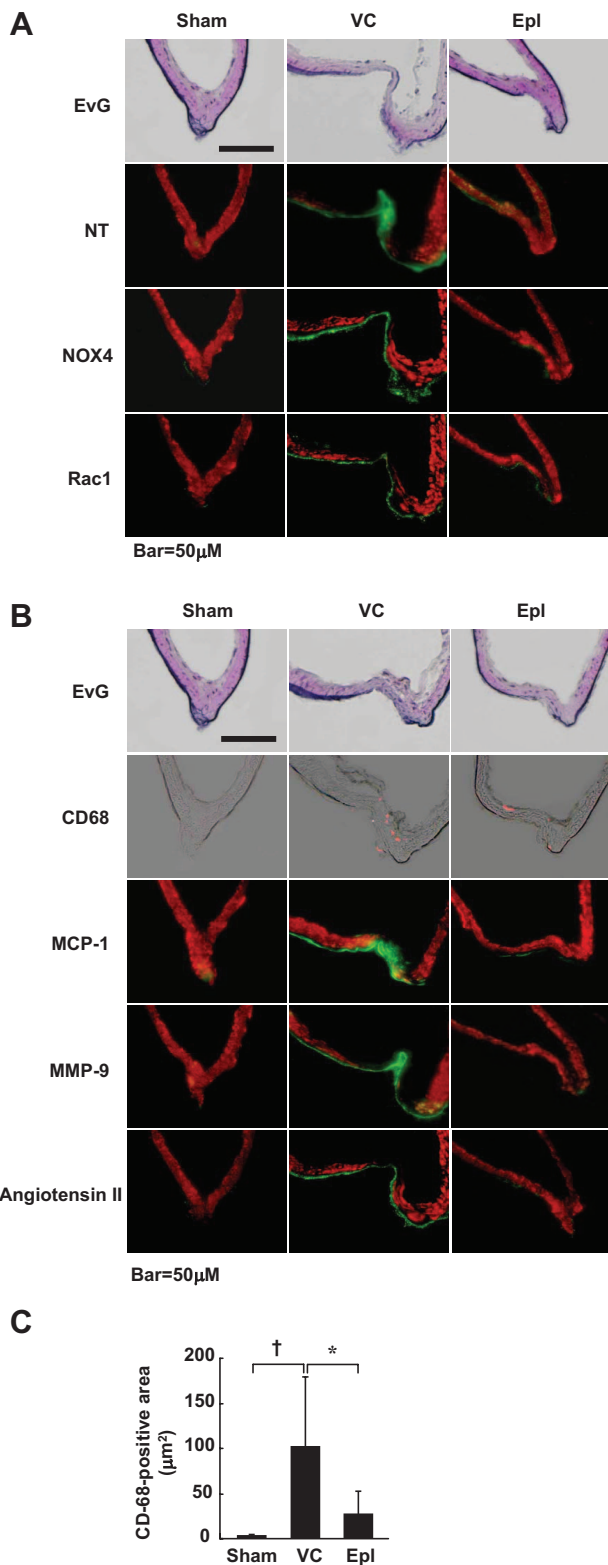 A
Sham VC Epl
EvG
NT
NOX4
Rac1
Bar=50μM
B
Sham VC Epl
EvG
CD68
MCP-1
MMP-9
Angiotensin II
Bar=50μM
C
† *
CD-68-positive area
(μm²)
200
150
100
50
0
Sham VC Epl